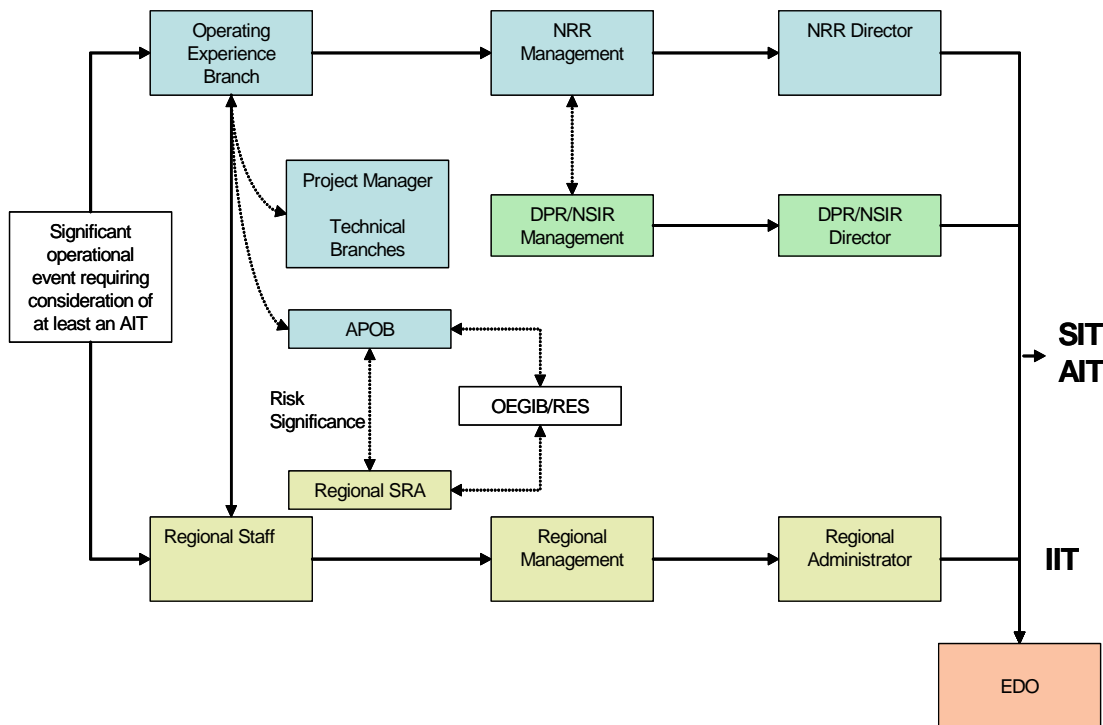 Operating
Experience
Branch
NRR
Management
NRR Director
Project Manager
Technical
Branches
DPR/NSIR
Management
DPR/NSIR
Director
Significant
operational
event requiring
consideration of
at least an AIT
APOB
SIT
AIT
Risk
Significance
OEGIB/RES
Regional SRA
Regional Staff
Regional
Management
Regional
Administrator
IIT
EDO